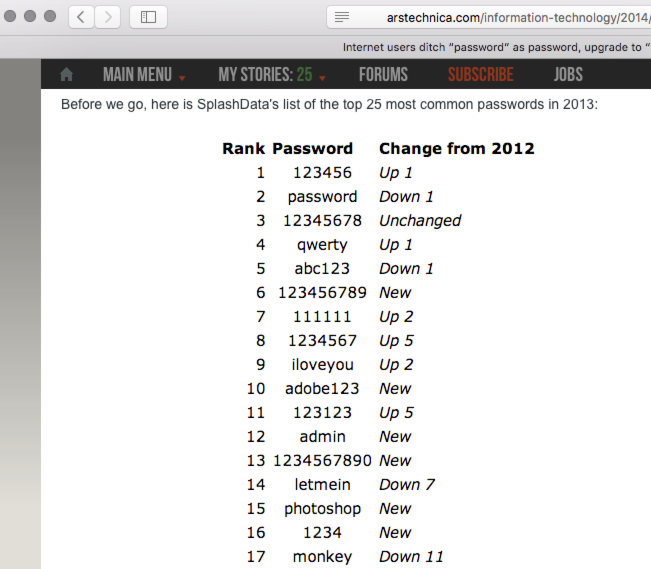 arstechnica.com/information-technology/2014/
Internet users ditch "password" as password, upgrade to "
MAIN MENU MY STORIES: 25 FORUMS SUBSCRIBE JOBS
Before we go, here is SplashData's list of the top 25 most common passwords in 2013:
Rank Password Change from 2012
1 123456 Up 1
2 password Down 1
3 12345678 Unchanged
4 qwerty Up 1
5 abc123 Down 1
6 123456789 New
7 111111 Up 2
8 1234567 Up 5
9 iloveyou Up 2
10 adobe123 New
11 123123 Up 5
12 admin New
13 1234567890 New
14 letmein Down 7
15 photoshop New
16 1234 New
17 monkey Down 11